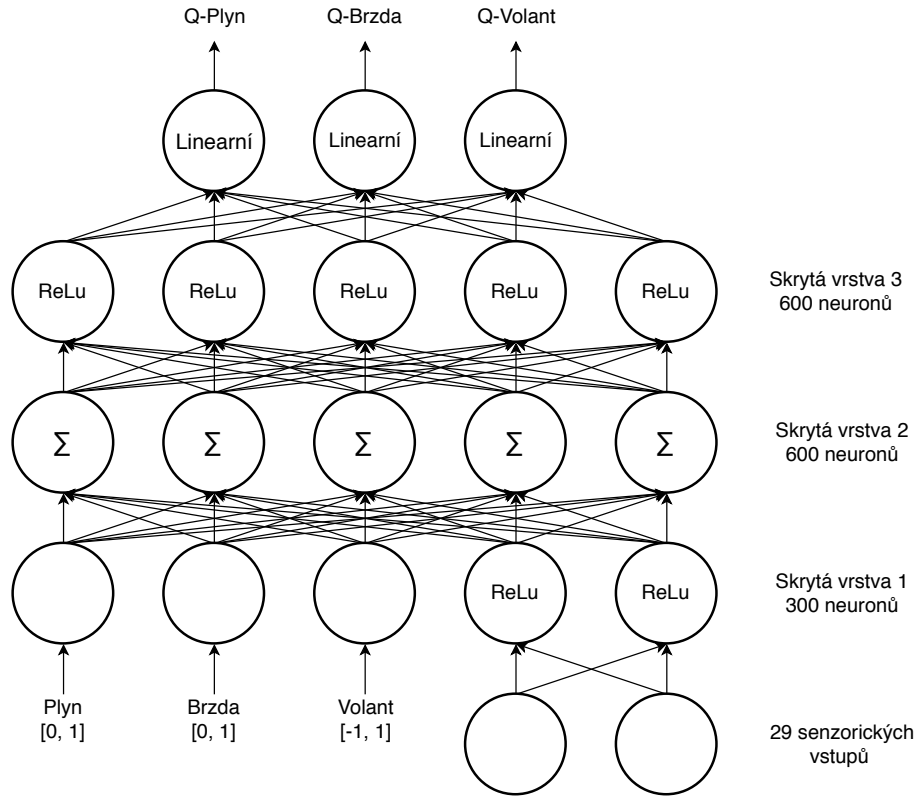 Q-Plyn
Q-Brzda
Q-Volant
Linearní
Linearní
Linearní
ReLu
ReLu
ReLu
ReLu
ReLu
Skrytá vrstva 3
600 neuronů
Σ
Σ
Σ
Σ
Σ
Skrytá vrstva 2
600 neuronů
ReLu
ReLu
Skrytá vrstva 1
300 neuronů
Plyn
[0, 1]
Brzda
[0, 1]
Volant
[-1, 1]
29 senzorických
vstupů